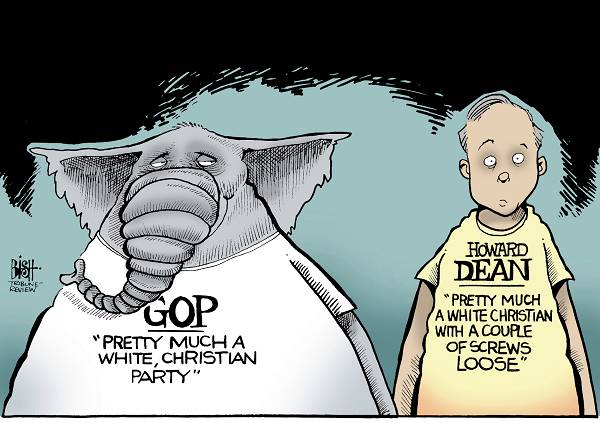 BISH.
TRIBUNE-
REVIEW
GOP
"PRETTY MUCH A
WHITE, CHRISTIAN
PARTY"
HOWARD
DEAN
"PRETTY MUCH
A WHITE CHRISTIAN
WITH A COUPLE
OF SCREWS
LOOSE"